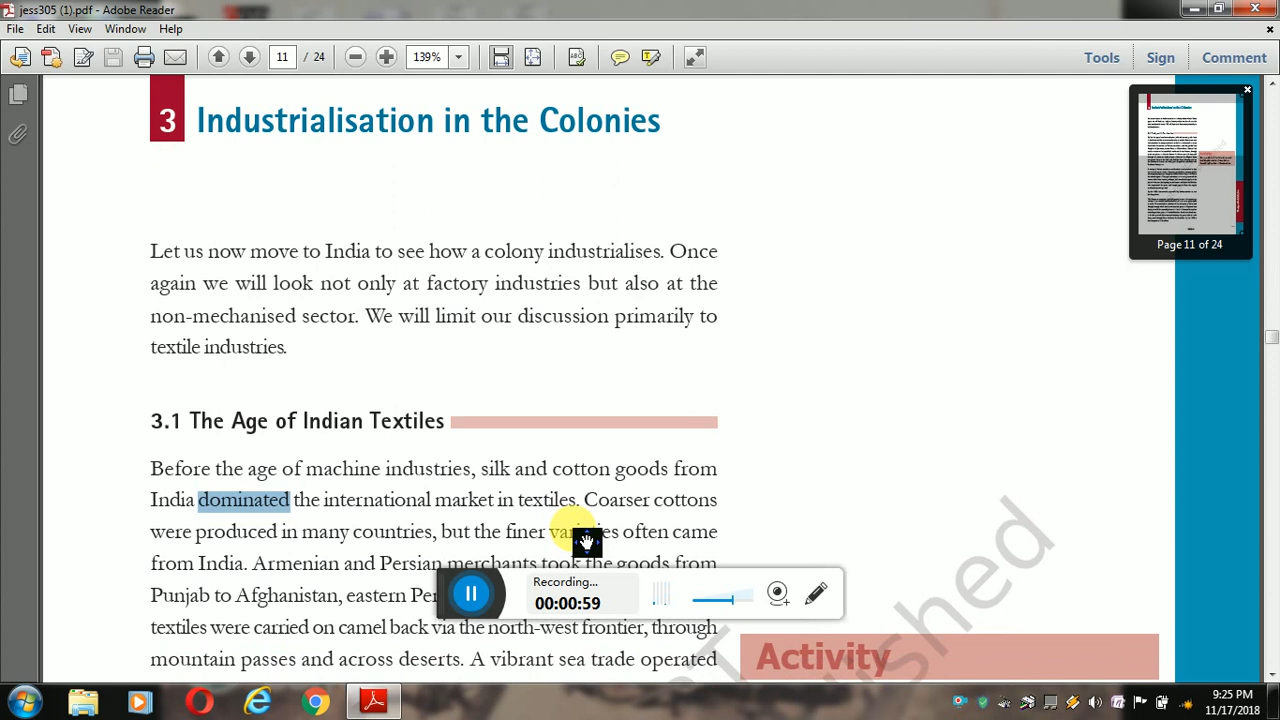 jess305 (1).pdf - Adobe Reader
File Edit View Window Help
11 / 24 139% Tools Sign Comment
3 Industrialisation in the Colonies
Page 11 of 24
Let us now move to India to see how a colony industrialises. Once
again we will look not only at factory industries but also at the
non-mechanised sector. We will limit our discussion primarily to
textile industries.
3.1 The Age of Indian Textiles
Before the age of machine industries, silk and cotton goods from
India dominated the international market in textiles. Coarser cottons
were produced in many countries, but the finer varieties often came
from India. Armenian and Persian merchants took the goods from
Punjab to Afghanistan, eastern
Recording...
00:00:59
textiles were carried on camel back via the north-west frontier, through
mountain passes and across deserts. A vibrant sea trade operated
Activity
9:25 PM
11/17/2018